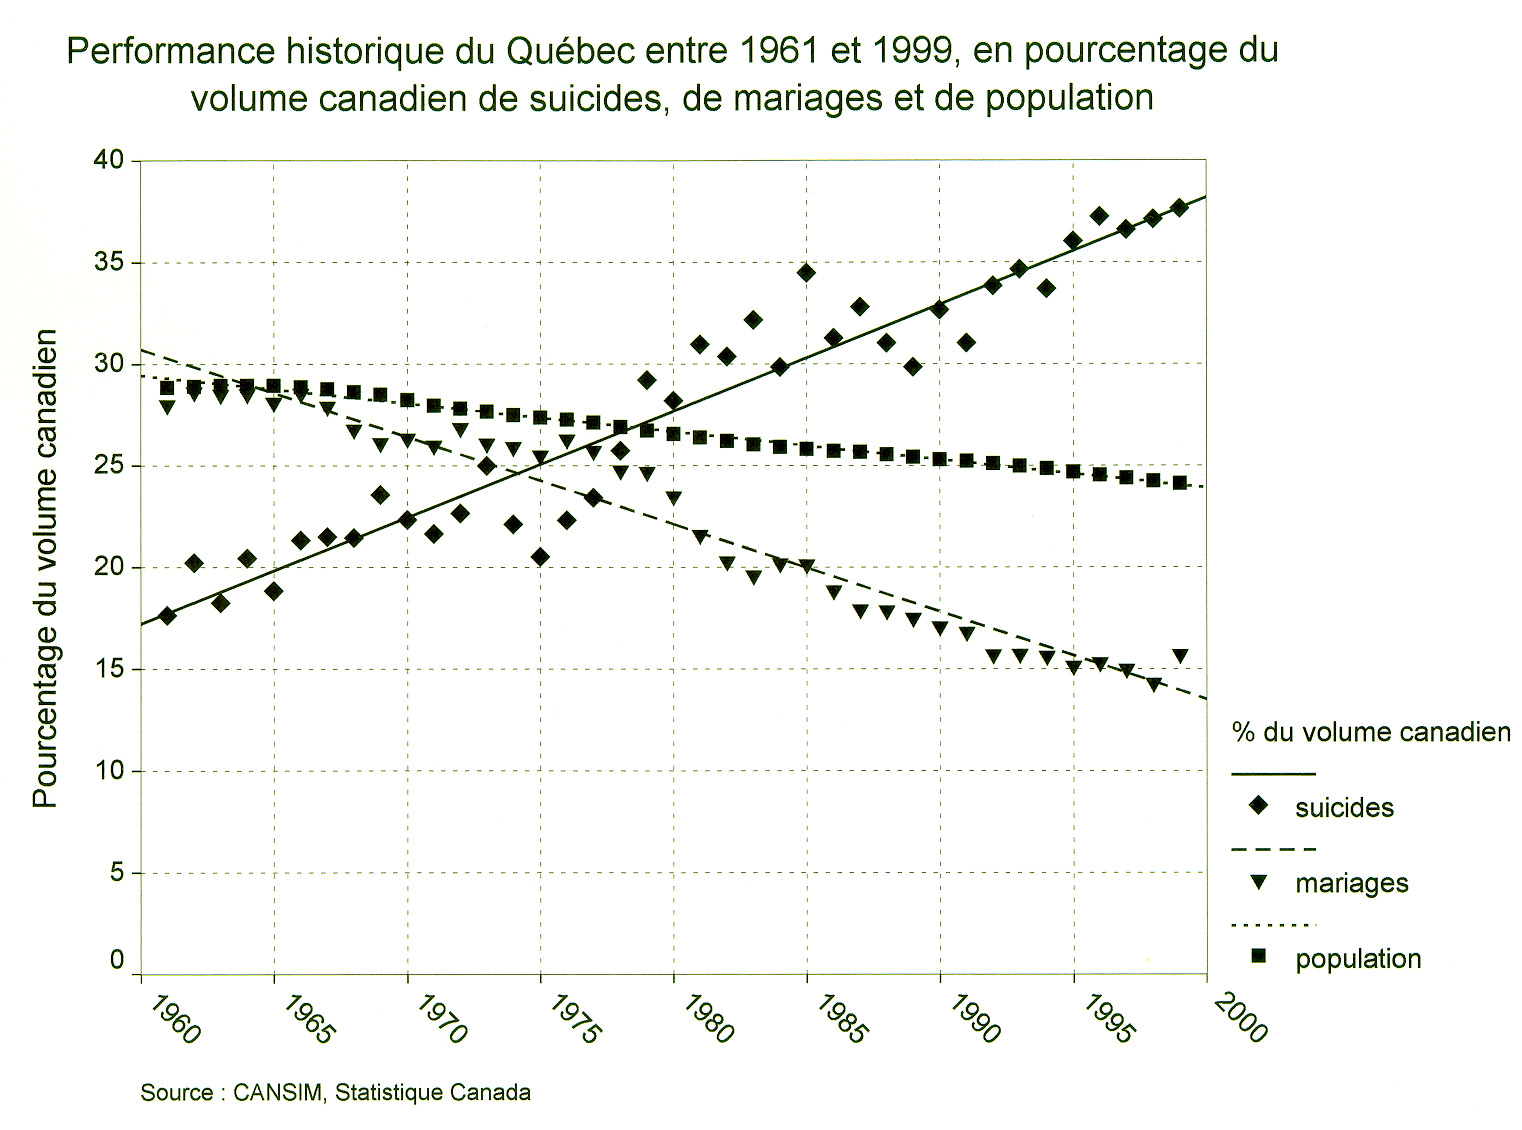 Performance historique du Québec entre 1961 et 1999, en pourcentage du
volume canadien de suicides, de mariages et de population
Pourcentage du volume canadien
40
35
30
25
20
15
10
5
0
1960
1965
1970
1975
1980
1985
1990
1995
2000
% du volume canadien
suicides
mariages
population
Source : CANSIM, Statistique Canada